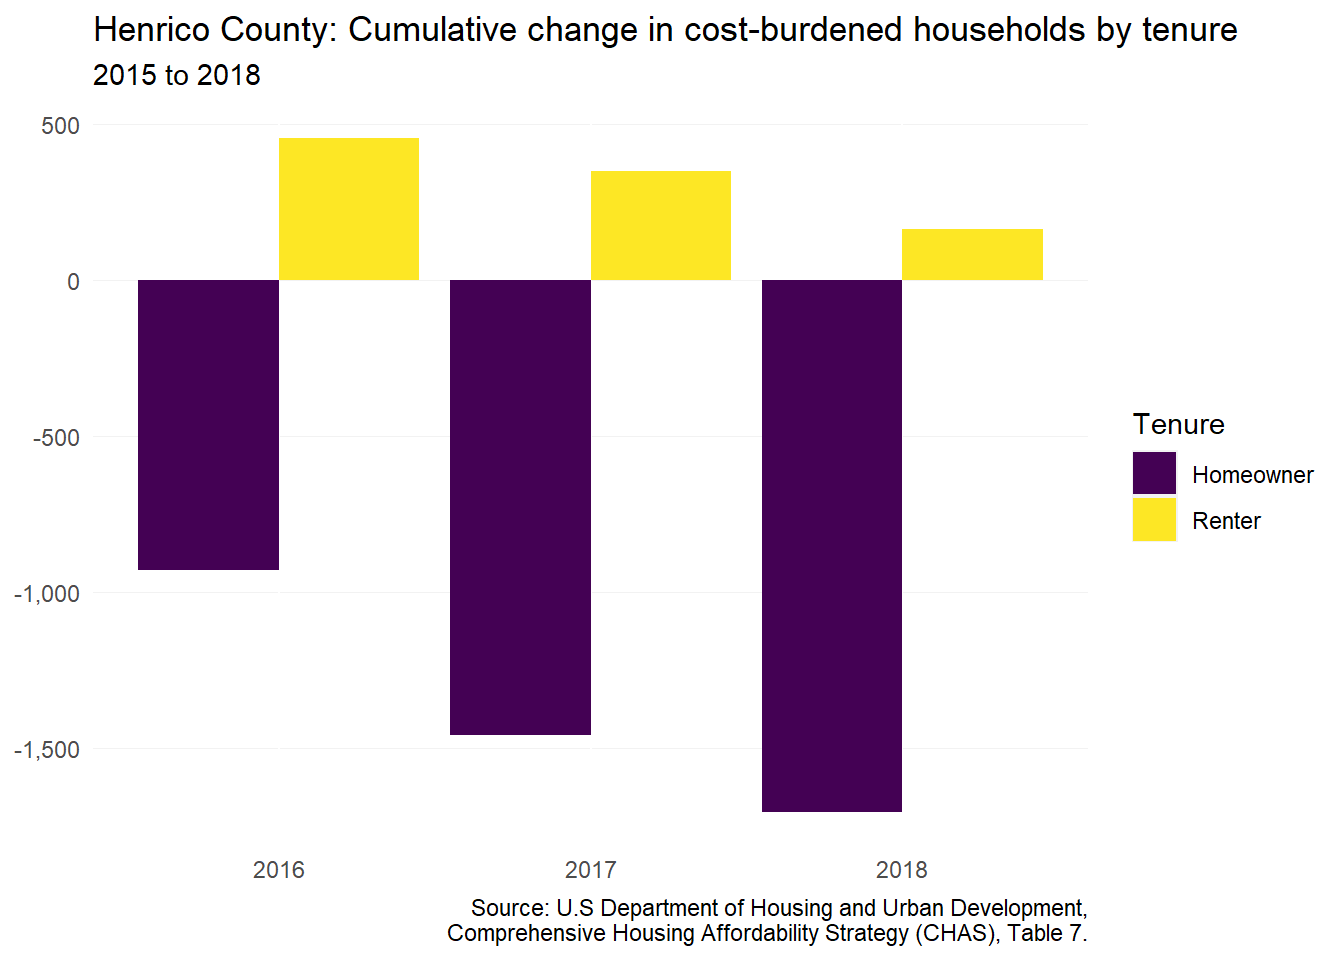 Henrico County: Cumulative change in cost-burdened households by tenure
2015 to 2018
500
0
-500
-1,000
-1,500
2016
2017
2018
Tenure
Homeowner
Renter
Source: U.S Department of Housing and Urban Development,
Comprehensive Housing Affordability Strategy (CHAS), Table 7.